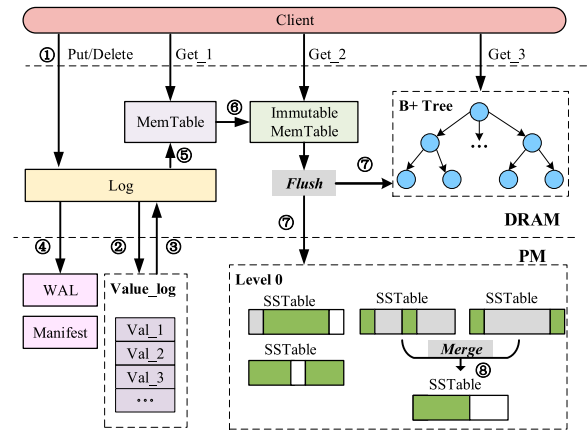 Client
① Put/Delete
Get_1
Get_2
Get_3
B+ Tree
...
MemTable
⑥
Immutable
MemTable
⑤
Flush
⑦
Log
⑦
DRAM
④
②
③
PM
WAL
Manifest
Value_log
Val_1
Val_2
Val_3
...
Level 0
SSTable
SSTable
SSTable
SSTable
Merge
⑧
SSTable